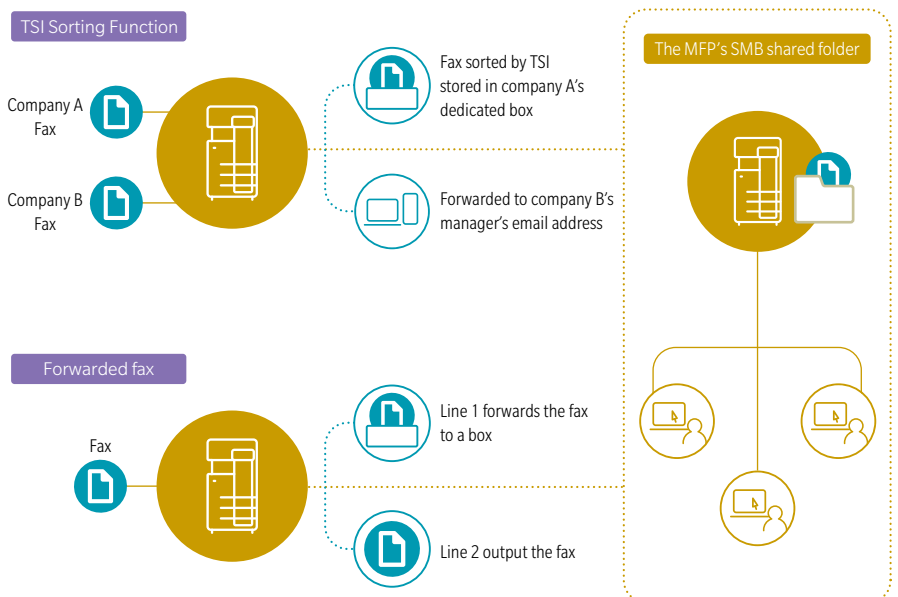 TSI Sorting Function
Company A
Fax
Company B
Fax
Fax sorted by TSI
stored in company A's
dedicated box
Forwarded to company B's
manager's email address
Forwarded fax
Fax
Line 1 forwards the fax
to a box
Line 2 output the fax
The MFP's SMB shared folder